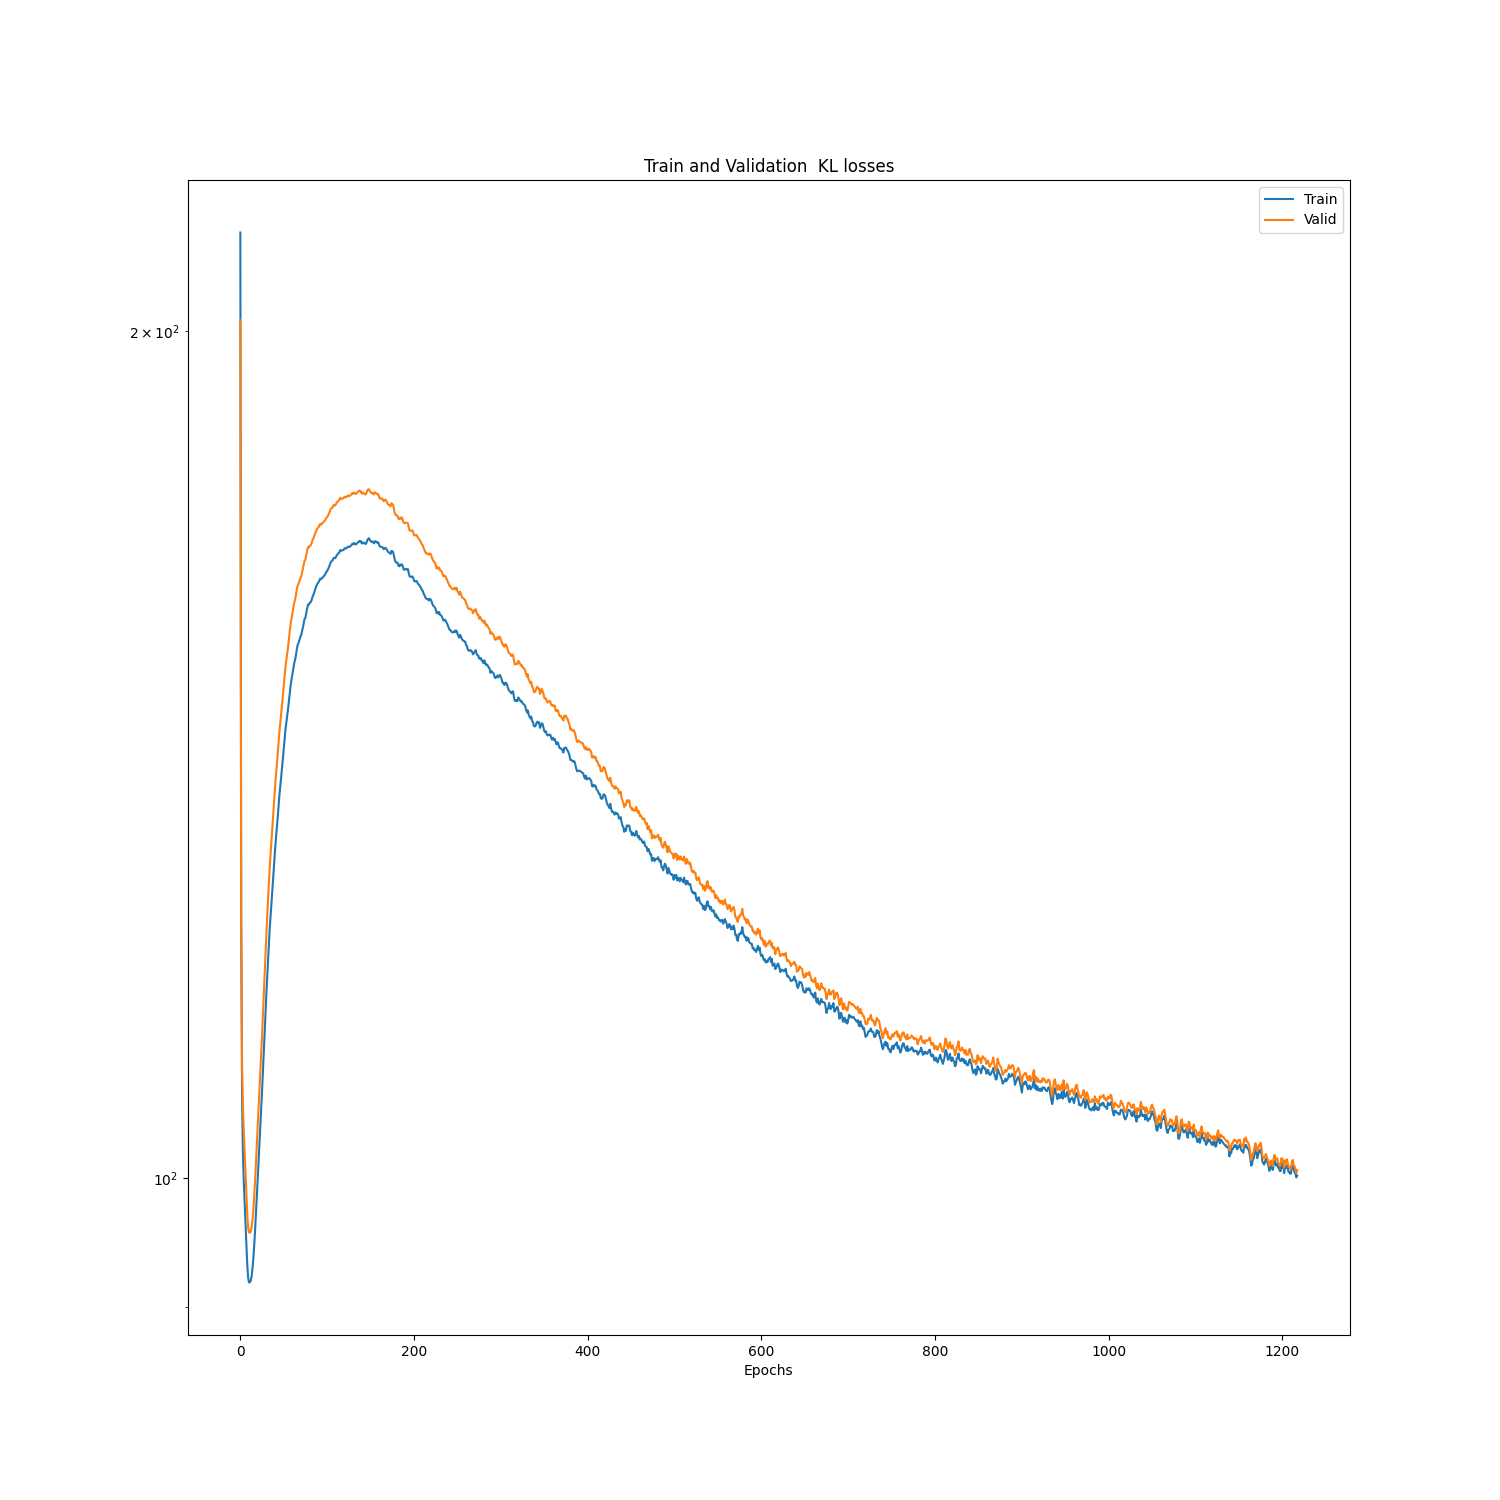 Train and Validation  KL losses
Train
Valid
2 × 10²
10²
0 200 400 600 800 1000 1200
Epochs